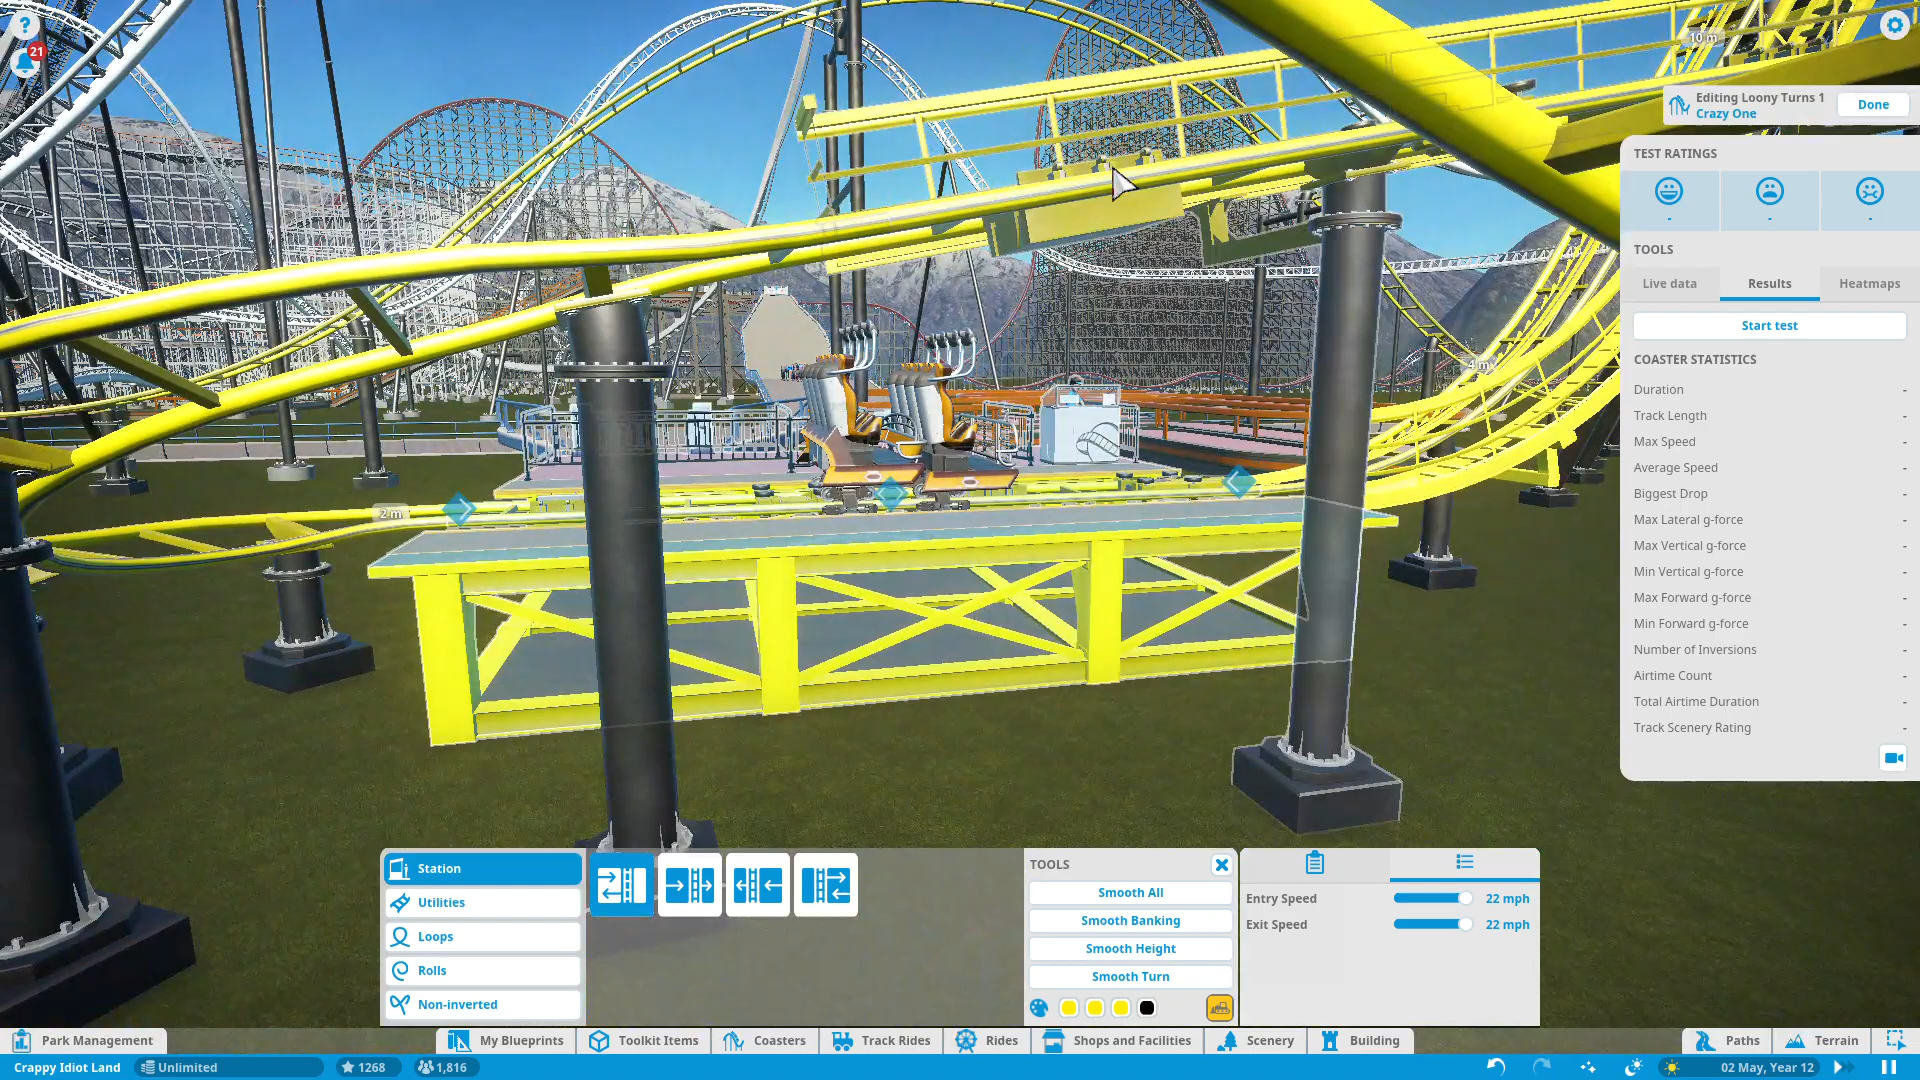 ?
21
10 m
Editing Loony Turns 1
Crazy One
Done
TEST RATINGS
- - -
TOOLS
Live data
Results
Heatmaps
Start test
COASTER STATISTICS
Duration -
Track Length -
Max Speed -
Average Speed -
Biggest Drop -
Max Lateral g-force -
Max Vertical g-force -
Min Vertical g-force -
Max Forward g-force -
Min Forward g-force -
Number of Inversions -
Airtime Count -
Total Airtime Duration -
Track Scenery Rating -
4 m
2 m
Station
Utilities
Loops
Rolls
Non-inverted
TOOLS
Smooth All
Smooth Banking
Smooth Height
Smooth Turn
Entry Speed 22 mph
Exit Speed 22 mph
Park Management
My Blueprints
Toolkit Items
Coasters
Track Rides
Rides
Shops and Facilities
Scenery
Building
Paths
Terrain
Crappy Idiot Land
Unlimited
1268
1,816
02 May, Year 12